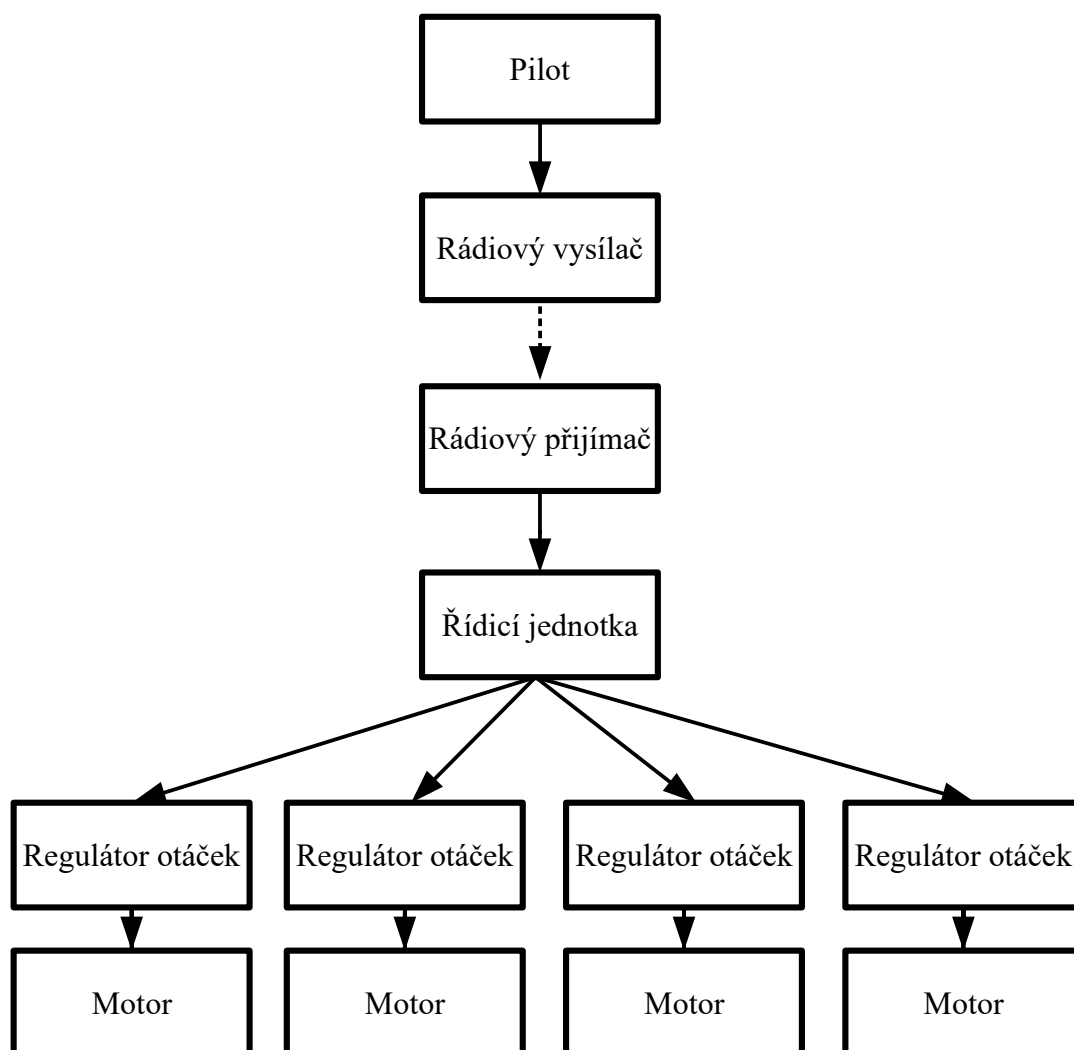 Pilot
Rádiový vysílač
Rádiový přijímač
Řídicí jednotka
Regulátor otáček
Regulátor otáček
Regulátor otáček
Regulátor otáček
Motor
Motor
Motor
Motor